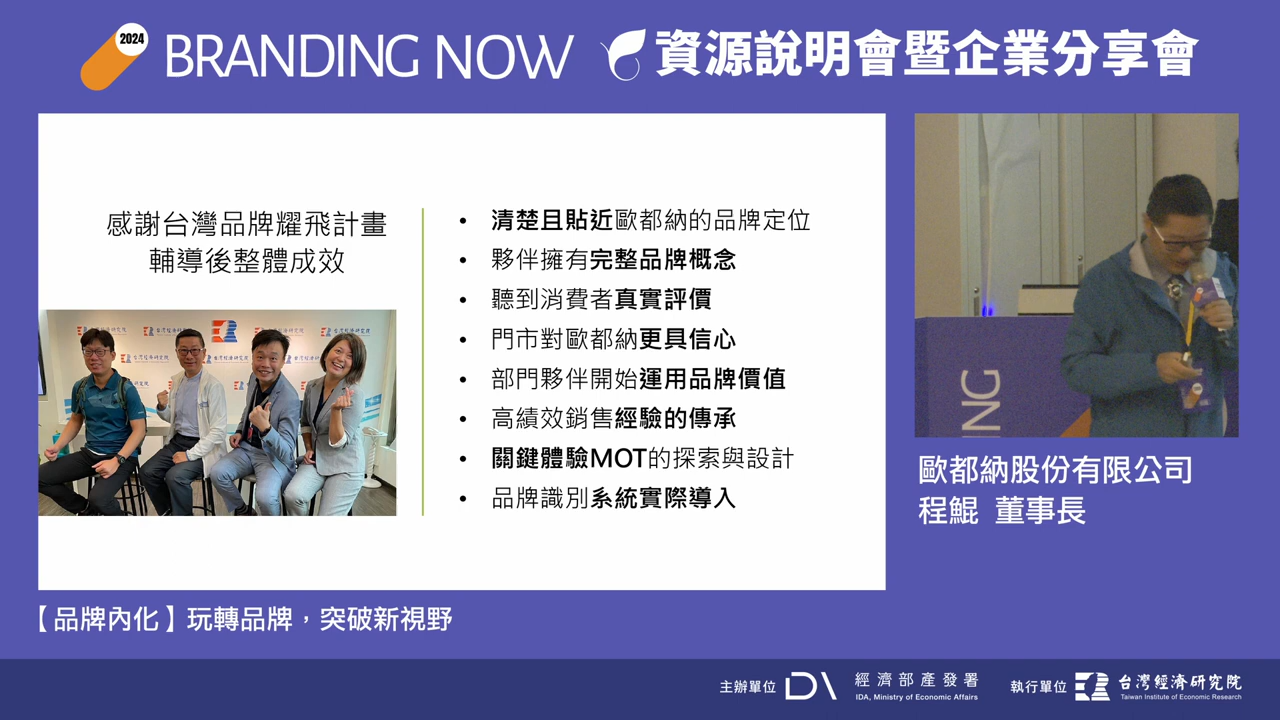 2024
BRANDING NOW 資源說明會暨企業分享會
感謝台灣品牌耀飛計畫
輔導後整體成效
台灣經濟研究院
• 清楚且貼近歐都納的品牌定位
• 夥伴擁有完整品牌概念
• 聽到消費者真實評價
• 門市對歐都納更具信心
• 部門夥伴開始運用品牌價值
• 高績效銷售經驗的傳承
• 關鍵體驗MOT的探索與設計
• 品牌識別系統實際導入
ING
歐都納股份有限公司
程鯤 董事長
【品牌內化】玩轉品牌，突破新視野
主辦單位 經濟部產發署
IDA, Ministry of Economic Affairs
執行單位 台灣經濟研究院
Taiwan Institute of Economic Research